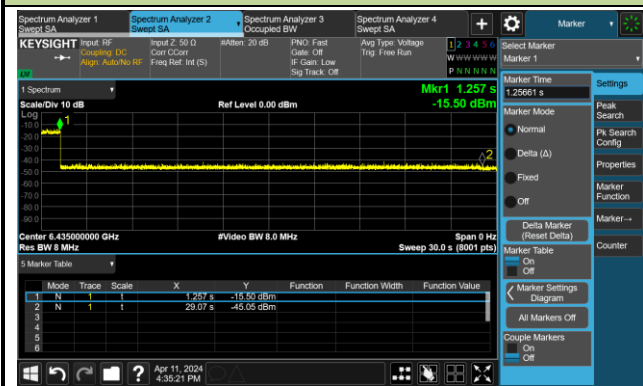 Spectrum Analyzer 1
Swept SA
Spectrum Analyzer 2
Swept SA
Spectrum Analyzer 3
Occupied BW
Spectrum Analyzer 4
Swept SA
+
Marker
KEYSIGHT
Input: RF
Coupling: DC
Align: Auto/No RF
Input Z: 50 Ω
Corr CCorr
Freq Ref: Int (S)
#Atten: 20 dB
PNO: Fast
Gate: Off
IF Gain: Low
Sig Track: Off
Avg Type: Voltage
Trig: Free Run
1 2 3 4 5 6
W W W W W W
P N N N N N
LXI
Select Marker
Marker 1
1 Spectrum
Mkr1 1.257 s
Scale/Div 10 dB
Ref Level 0.00 dBm
-15.50 dBm
Log
-10.0
-20.0
-30.0
-40.0
-50.0
-60.0
-70.0
-80.0
-90.0
1
2
Center 6.435000000 GHz
#Video BW 8.0 MHz
Span 0 Hz
Res BW 8 MHz
Sweep 30.0 s (8001 pts)
5 Marker Table
Mode Trace Scale X Y Function Function Width Function Value
1 N 1 t 1.257 s -15.50 dBm
2 N 1 t 29.07 s -45.05 dBm
3
4
5
6
Marker Time
1.25661 s
Marker Mode
Normal
Delta (Δ)
Fixed
Off
Delta Marker
(Reset Delta)
Marker Table
On
Off
Marker Settings
Diagram
All Markers Off
Couple Markers
On
Off
Settings
Peak
Search
Pk Search
Config
Properties
Marker
Function
Marker→
Counter
?
Apr 11, 2024
4:35:21 PM